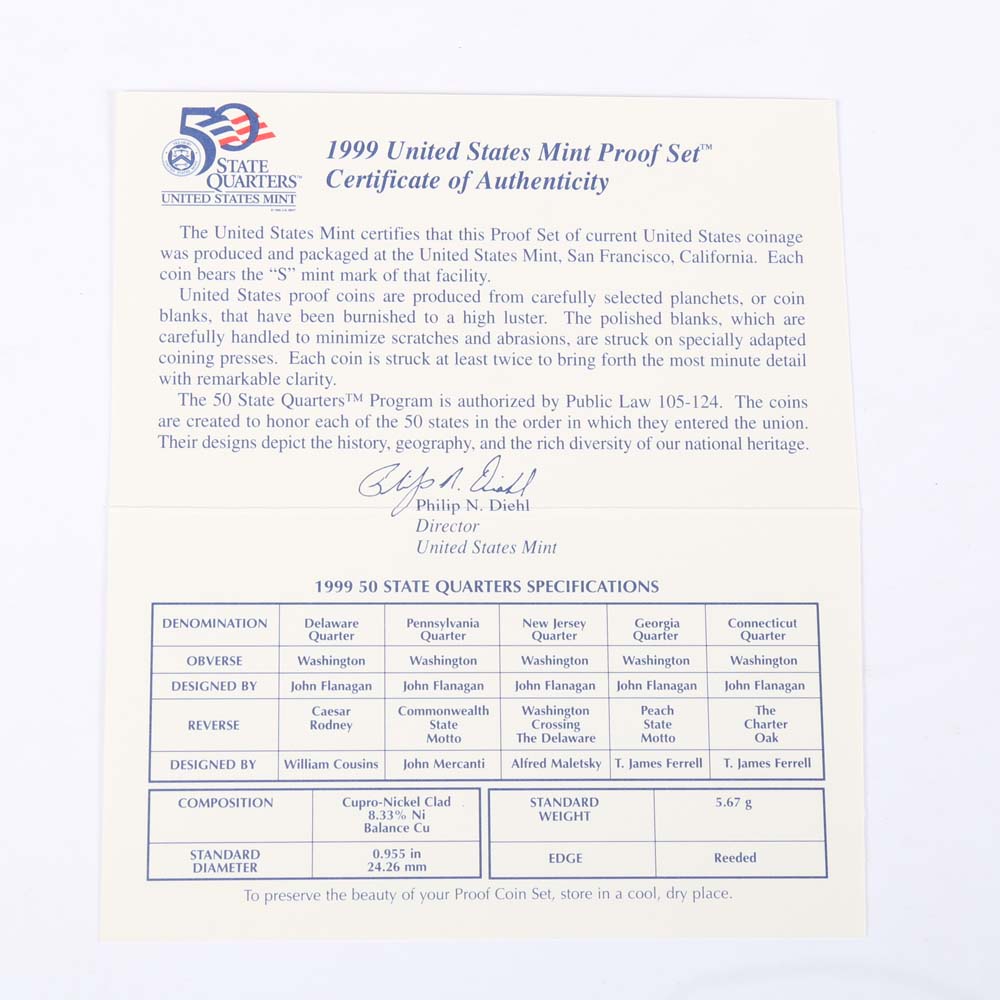 50
STATE
QUARTERS™
UNITED STATES MINT
1999 United States Mint Proof Set™
Certificate of Authenticity
The United States Mint certifies that this Proof Set of current United States coinage
was produced and packaged at the United States Mint, San Francisco, California. Each
coin bears the “S” mint mark of that facility.
United States proof coins are produced from carefully selected planchets, or coin
blanks, that have been burnished to a high luster. The polished blanks, which are
carefully handled to minimize scratches and abrasions, are struck on specially adapted
coining presses. Each coin is struck at least twice to bring forth the most minute detail
with remarkable clarity.
The 50 State Quarters™ Program is authorized by Public Law 105-124. The coins
are created to honor each of the 50 states in the order in which they entered the union.
Their designs depict the history, geography, and the rich diversity of our national heritage.
Philip N. Diehl
Philip N. Diehl
Director
United States Mint
1999 50 STATE QUARTERS SPECIFICATIONS
DENOMINATION Delaware Quarter Pennsylvania Quarter New Jersey Quarter Georgia Quarter Connecticut Quarter
OBVERSE Washington Washington Washington Washington Washington
DESIGNED BY John Flanagan John Flanagan John Flanagan John Flanagan John Flanagan
REVERSE Caesar Rodney Commonwealth State Motto Washington Crossing The Delaware Peach State Motto The Charter Oak
DESIGNED BY William Cousins John Mercanti Alfred Maletsky T. James Ferrell T. James Ferrell
COMPOSITION Cupro-Nickel Clad 8.33% Ni Balance Cu
STANDARD DIAMETER 0.955 in 24.26 mm
STANDARD WEIGHT 5.67 g
EDGE Reeded
To preserve the beauty of your Proof Coin Set, store in a cool, dry place.